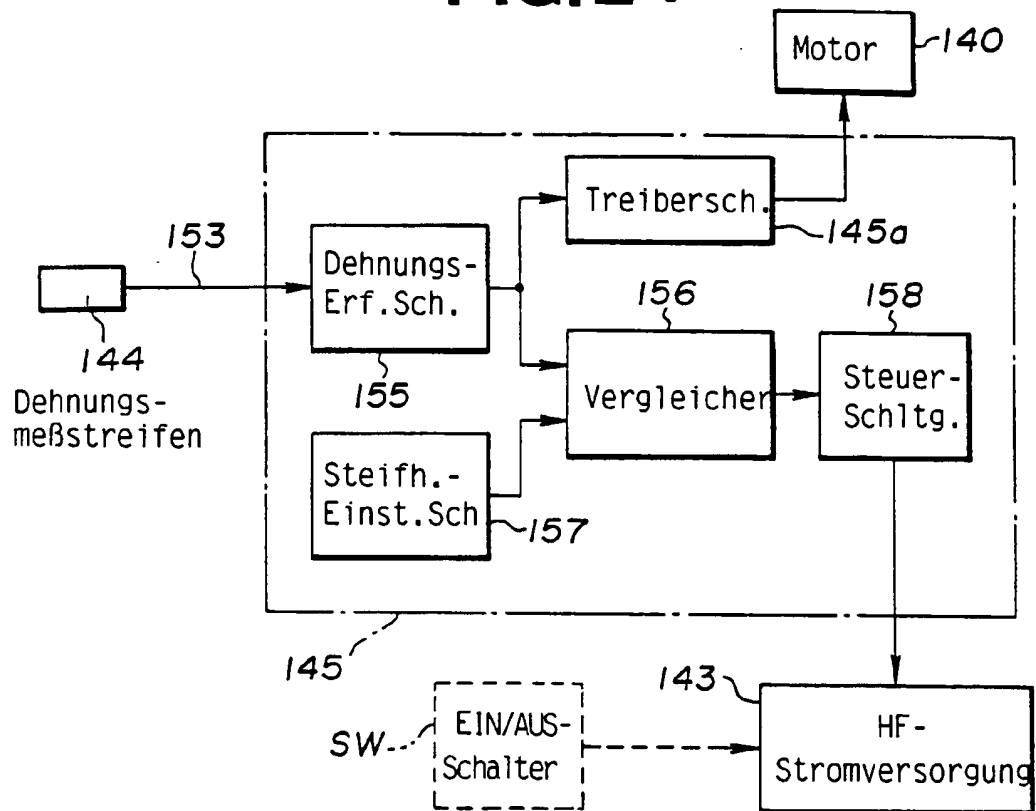 Motor
140
Treibersch.
145a
153
Dehnungs-
Erf.Sch.
155
156
158
144
Dehnungs-
meßstreifen
Vergleicher
Steuer-
Schltg.
Steifh.-
Einst.Sch
157
145
143
SW
EIN/AUS-
Schalter
HF-
Stromversorgung